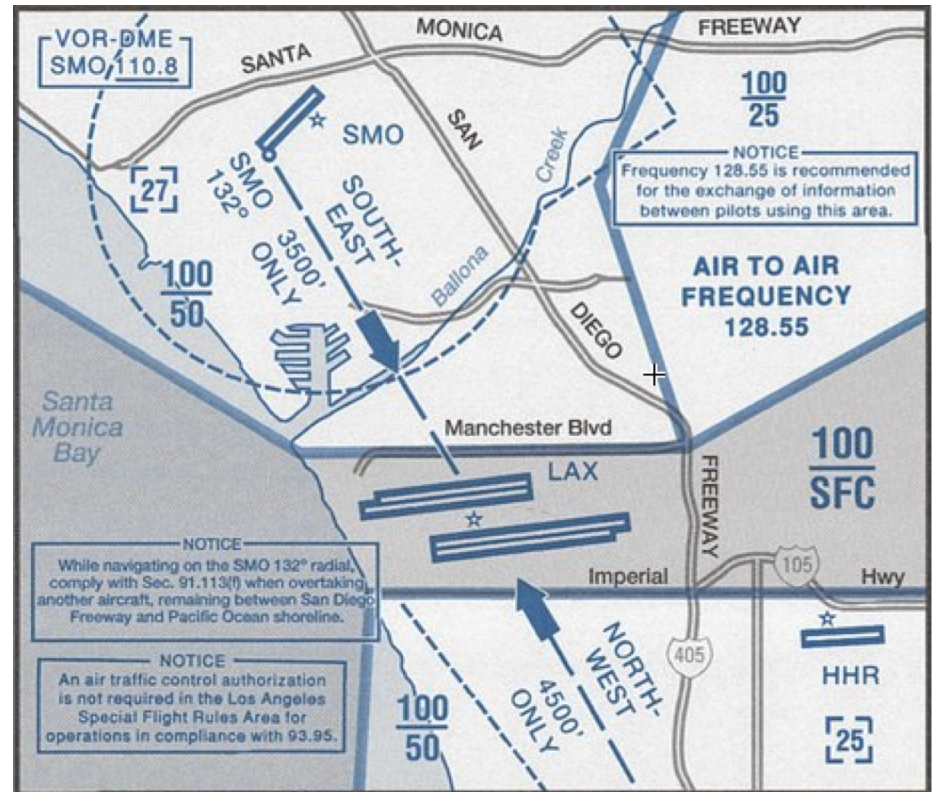 VOR-DME
SMO 110.8
SANTA
MONICA
FREEWAY
SAN
DIEGO
FREEWAY
SMO
27
SMO
132°
3500'
ONLY
SOUTH-
EAST
Ballona
Creek
100
25
NOTICE
Frequency 128.55 is recommended
for the exchange of information
between pilots using this area.
AIR TO AIR
FREQUENCY
128.55
100
50
Santa
Monica
Bay
Manchester Blvd
LAX
100
SFC
NOTICE
While navigating on the SMO 132° radial,
comply with Sec. 91.113(f) when overtaking
another aircraft, remaining between San Diego
Freeway and Pacific Ocean shoreline.
Imperial
Hwy
105
405
NOTICE
An air traffic control authorization
is not required in the Los Angeles
Special Flight Rules Area for
operations in compliance with 93.95.
100
50
NORTH-
WEST
4500'
ONLY
HHR
25